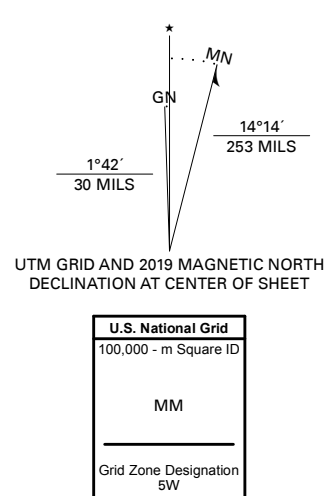 ★
MN
GN
14°14´
253 MILS
1°42´
30 MILS
UTM GRID AND 2019 MAGNETIC NORTH
DECLINATION AT CENTER OF SHEET
U.S. National Grid
100,000 - m Square ID
MM
Grid Zone Designation
5W